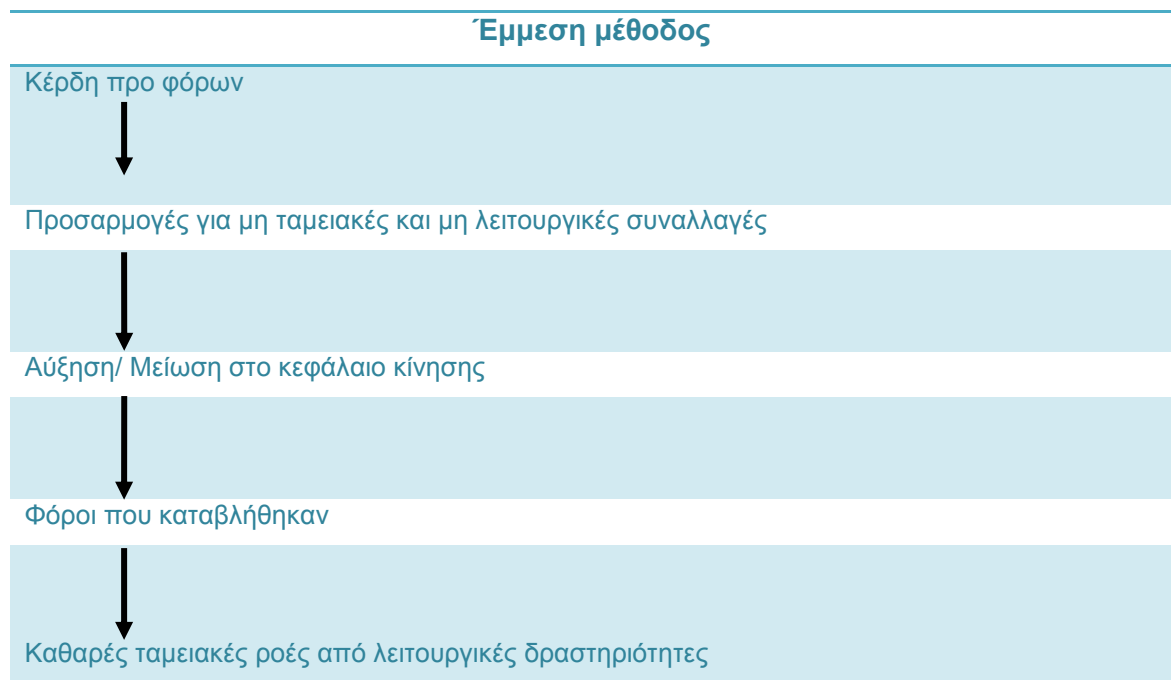 Έμμεση μέθοδος
Κέρδη προ φόρων
Προσαρμογές για μη ταμειακές και μη λειτουργικές συναλλαγές
Αύξηση/ Μείωση στο κεφάλαιο κίνησης
Φόροι που καταβλήθηκαν
Καθαρές ταμειακές ροές από λειτουργικές δραστηριότητες